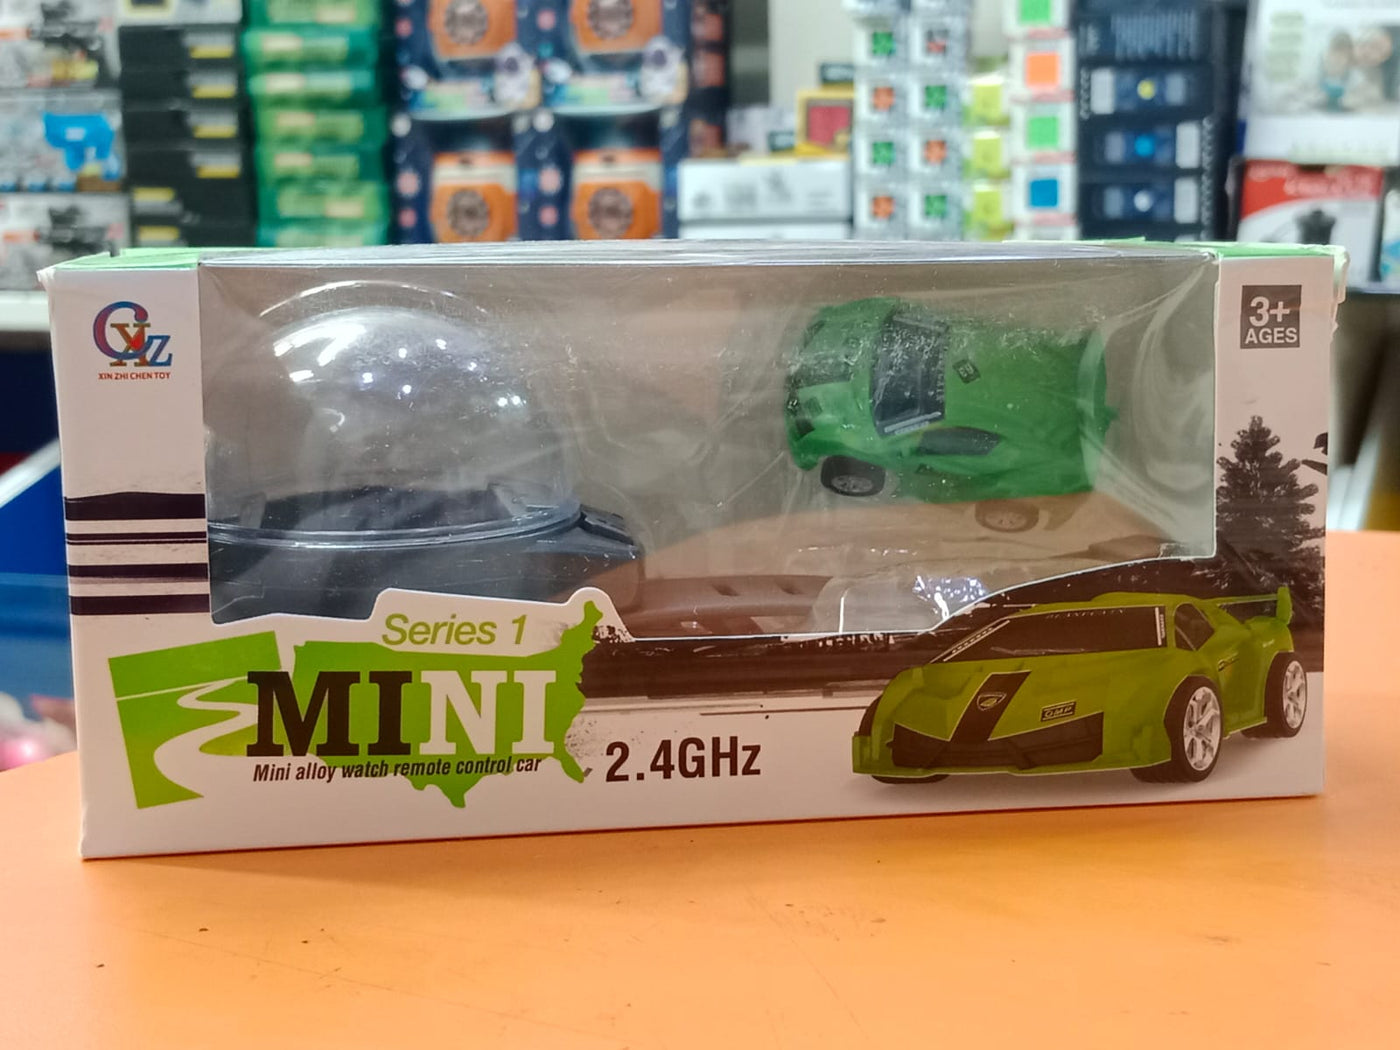 CXZ
XIN ZHI CHEN TOY
3+
AGES
Series 1
MINI
Mini alloy watch remote control car
2.4GHz